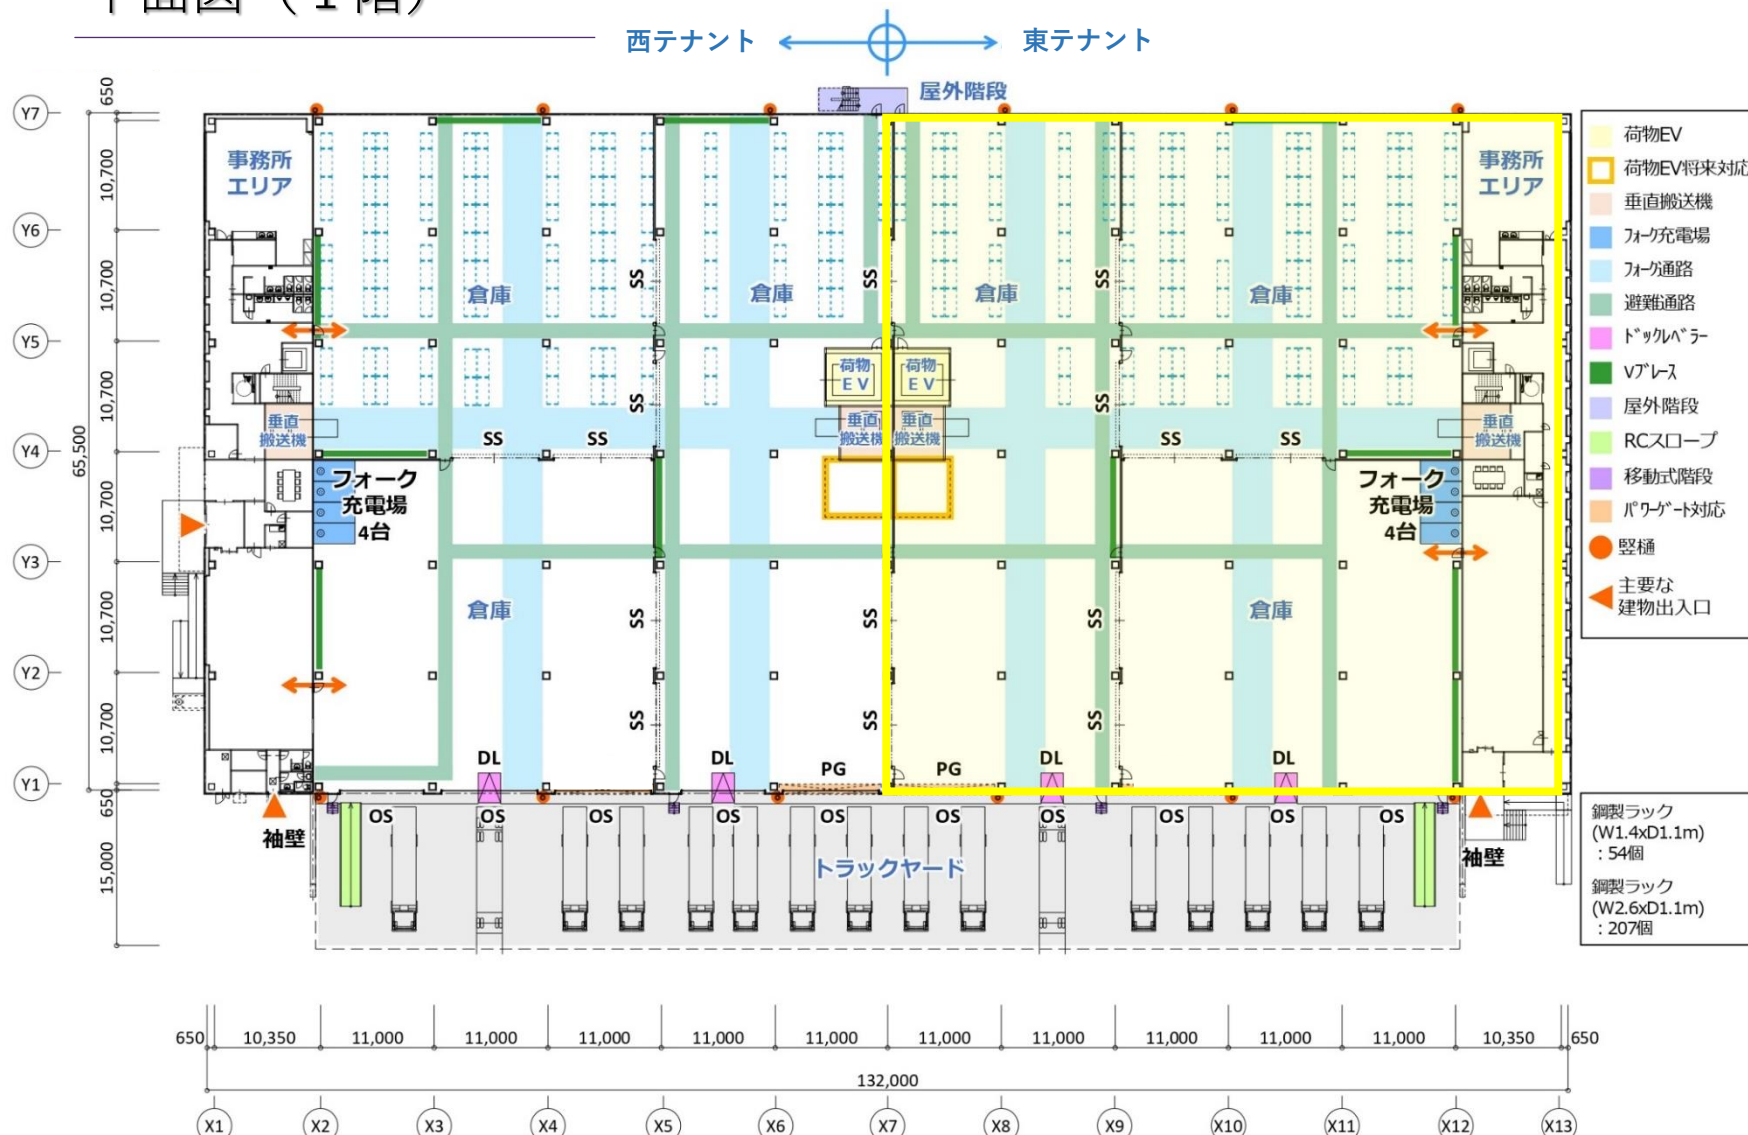 平面図（１階）
西テナント
東テナント
屋外階段
Y7
Y6
Y5
Y4
Y3
Y2
Y1
650
10,700
10,700
10,700
10,700
10,700
10,700
650
15,000
65,500
事務所
エリア
事務所
エリア
倉庫
倉庫
倉庫
倉庫
SS
SS
SS
SS
SS
SS
荷物
ＥＶ
荷物
ＥＶ
垂直
搬送機
垂直
搬送機
垂直
搬送機
垂直
搬送機
SS
SS
SS
SS
フォーク
充電場
4台
フォーク
充電場
4台
倉庫
倉庫
SS
SS
SS
SS
SS
SS
DL
DL
PG
PG
DL
DL
OS
OS
OS
OS
OS
OS
OS
OS
OS
袖壁
袖壁
トラックヤード
荷物EV
荷物EV将来対応
垂直搬送機
ﾌｫｰｸ充電場
ﾌｫｰｸ通路
避難通路
ﾄﾞｯｸﾚﾍﾞﾗｰ
Vﾌﾞﾚｰｽ
屋外階段
RCスロープ
移動式階段
ﾊﾟﾜｰｹﾞｰﾄ対応
竪樋
主要な
建物出入口
鋼製ラック
(W1.4xD1.1m)
：54個
鋼製ラック
(W2.6xD1.1m)
：207個
650
10,350
11,000
11,000
11,000
11,000
11,000
11,000
11,000
11,000
11,000
11,000
10,350
650
132,000
X1
X2
X3
X4
X5
X6
X7
X8
X9
X10
X11
X12
X13